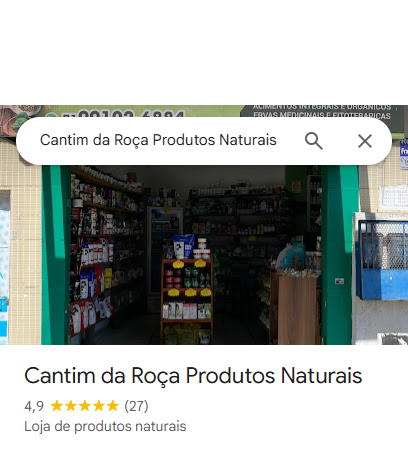 ALIMENTOS INTEGRAIS E ORGÂNICOS
ERVAS MEDICINAIS E FITOTERÁPICAS
Cantim da Roça Produtos Naturais
Cantim da Roça Produtos Naturais
4,9 ★★★★★ (27)
Loja de produtos naturais